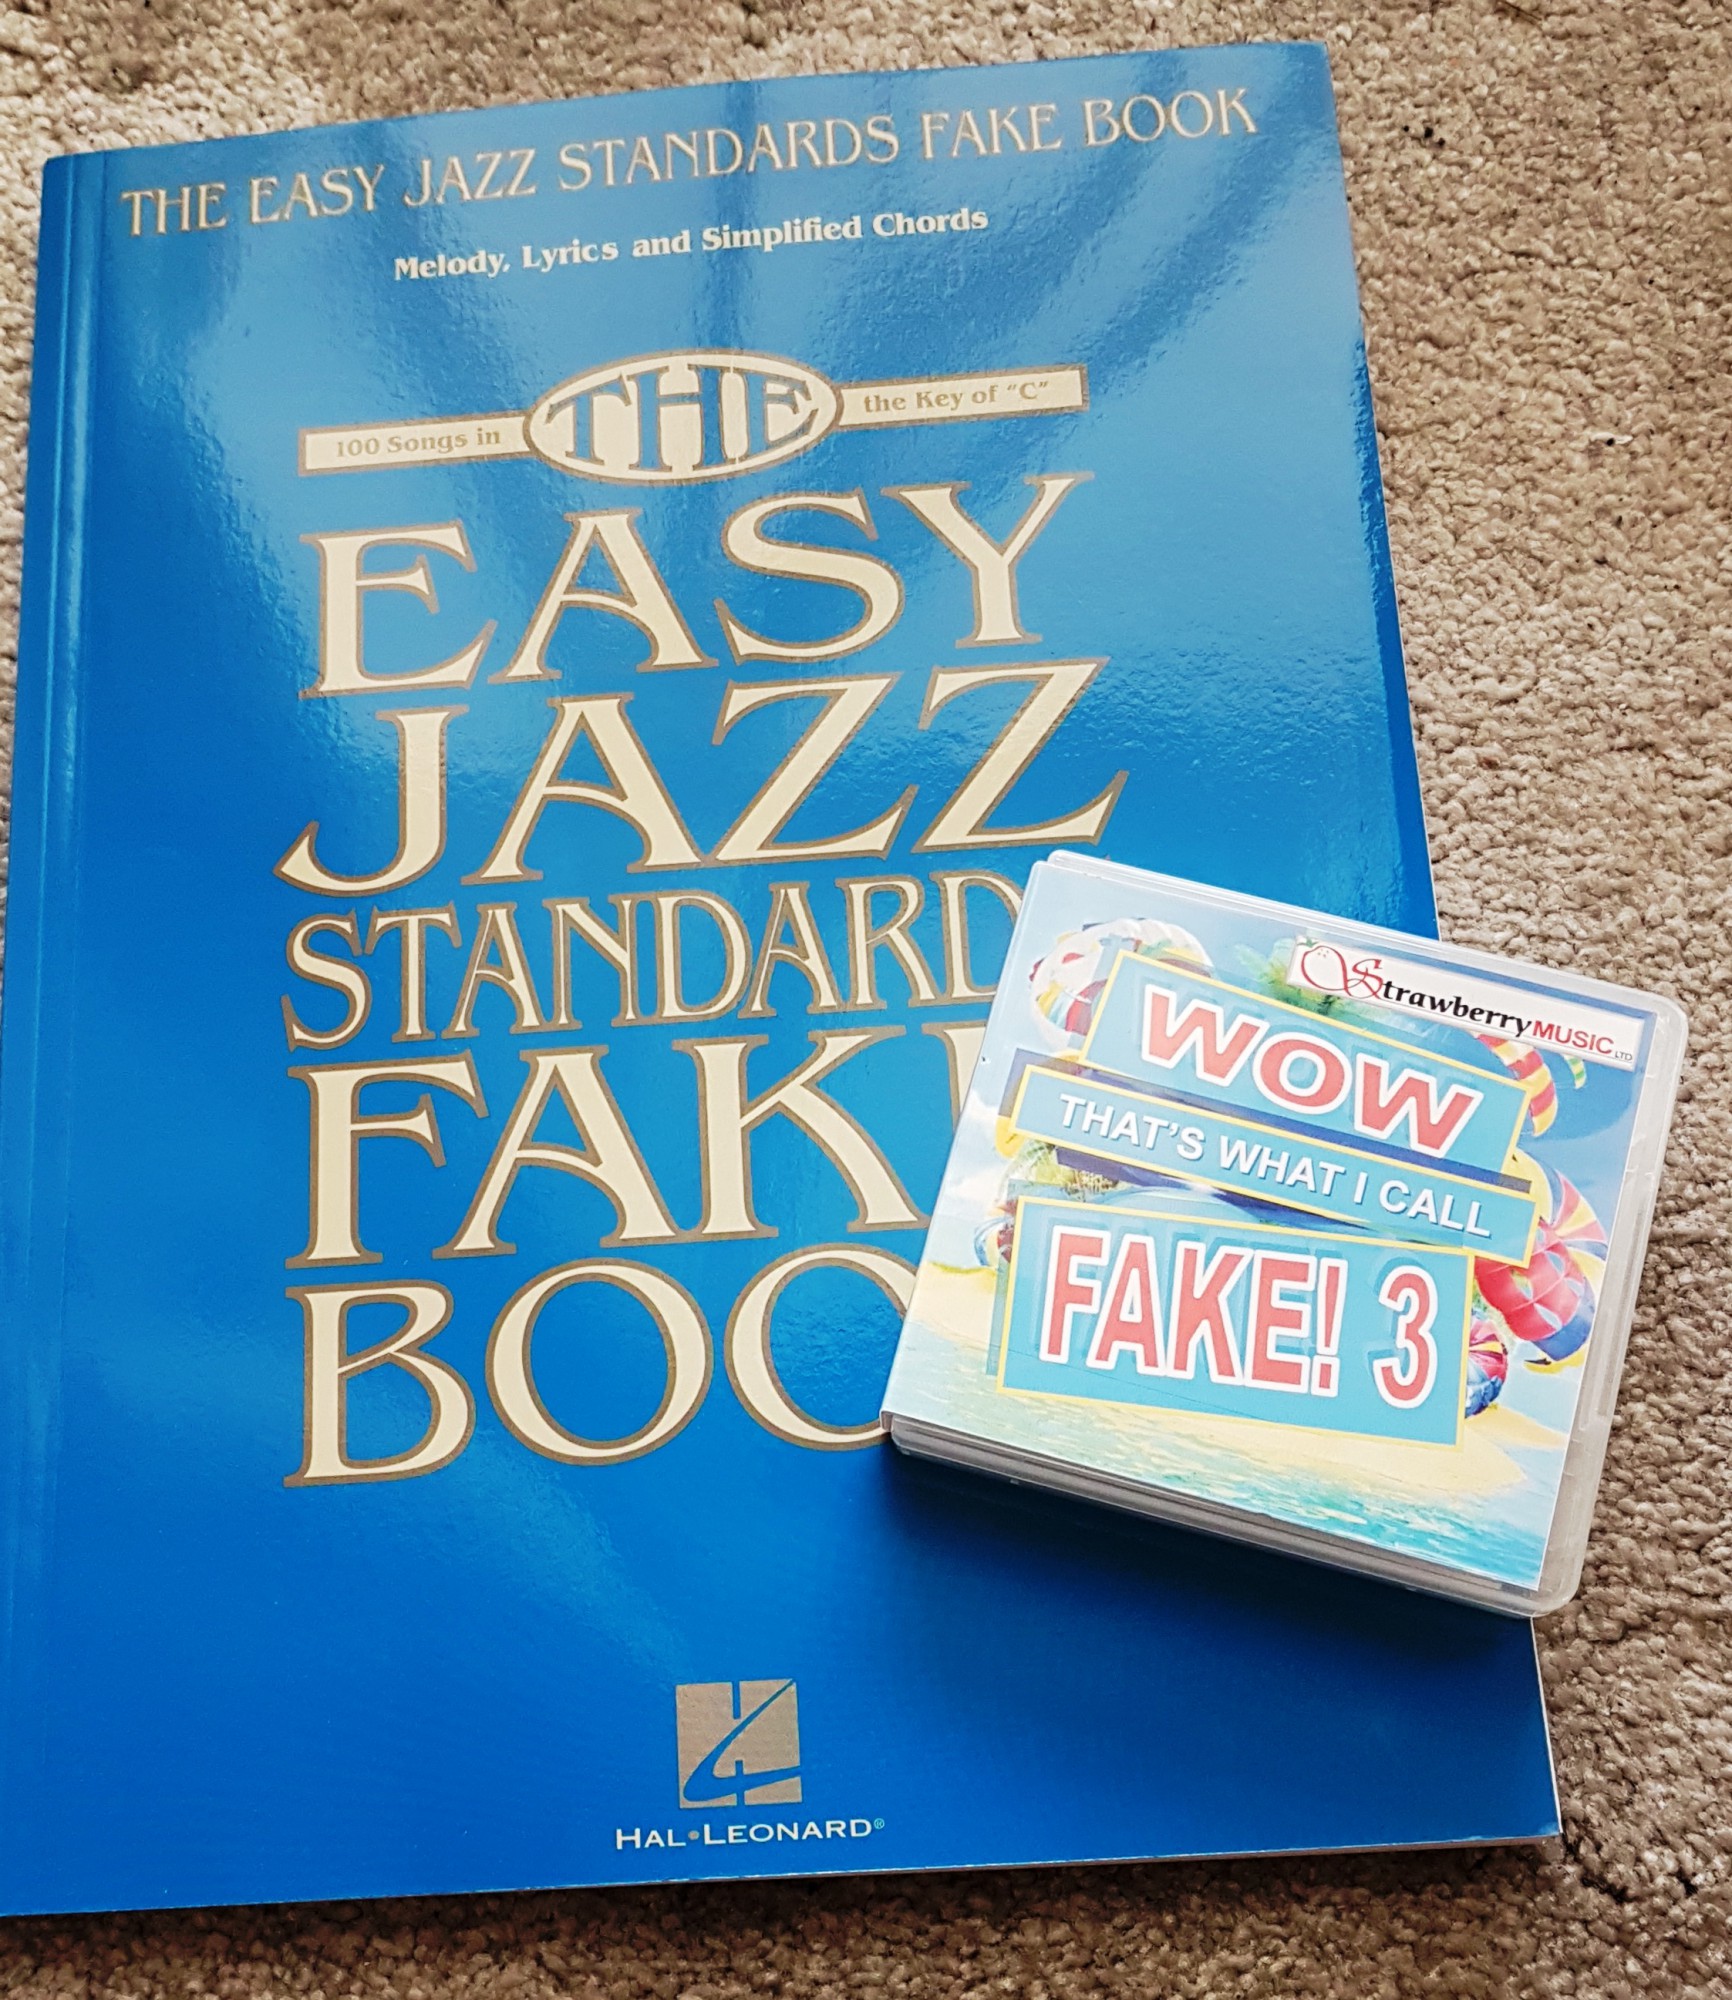 THE EASY JAZZ STANDARDS FAKE BOOK
Melody, Lyrics and Simplified Chords
100 Songs in THE the Key of "C"
EASY
JAZZ
STANDARD
FAK
BOO
HAL•LEONARD®
StrawberryMUSIC LTD
WOW
THAT'S WHAT I CALL
FAKE! 3